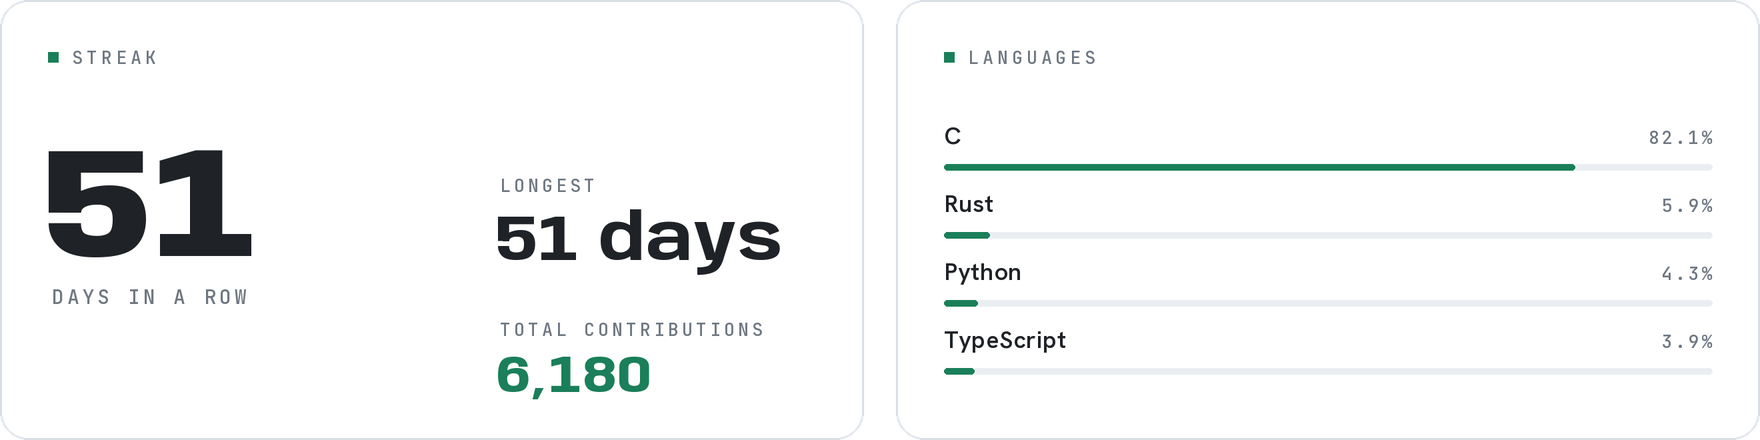 STREAK
51
DAYS IN A ROW
LONGEST
51 days
TOTAL CONTRIBUTIONS
6,180
LANGUAGES
C 82.1%
Rust 5.9%
Python 4.3%
TypeScript 3.9%